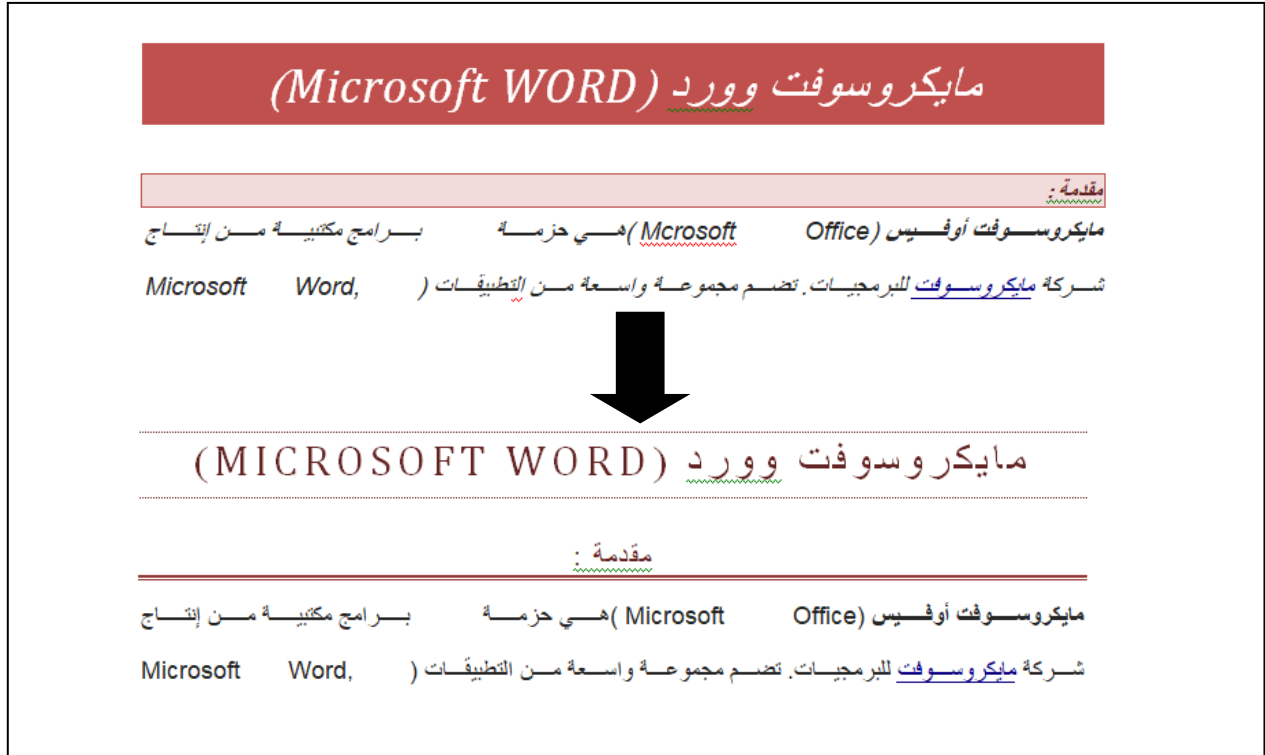 مايكروسوفت وورد (Microsoft WORD)
مقدمة :
مايكروســـوفت أوفـــيس (Mcrosoft Office )هـــي حزمـــة بـــرامج مكتبيـــة مـــن إنتـــاج
شـــركة مايكروســـوفت للبرمجيـــات. تضـــم مجموعـــة واســـعة مـــن التطبيقـــات ( Microsoft Word,
مايكروسوفت وورد (MICROSOFT WORD)
مقدمة :
مايكروســـوفت أوفـــيس (Microsoft Office )هـــي حزمـــة بـــرامج مكتبيـــة مـــن إنتـــاج
شـــركة مايكروســـوفت للبرمجيـــات. تضـــم مجموعـــة واســـعة مـــن التطبيقـــات ( Microsoft Word,